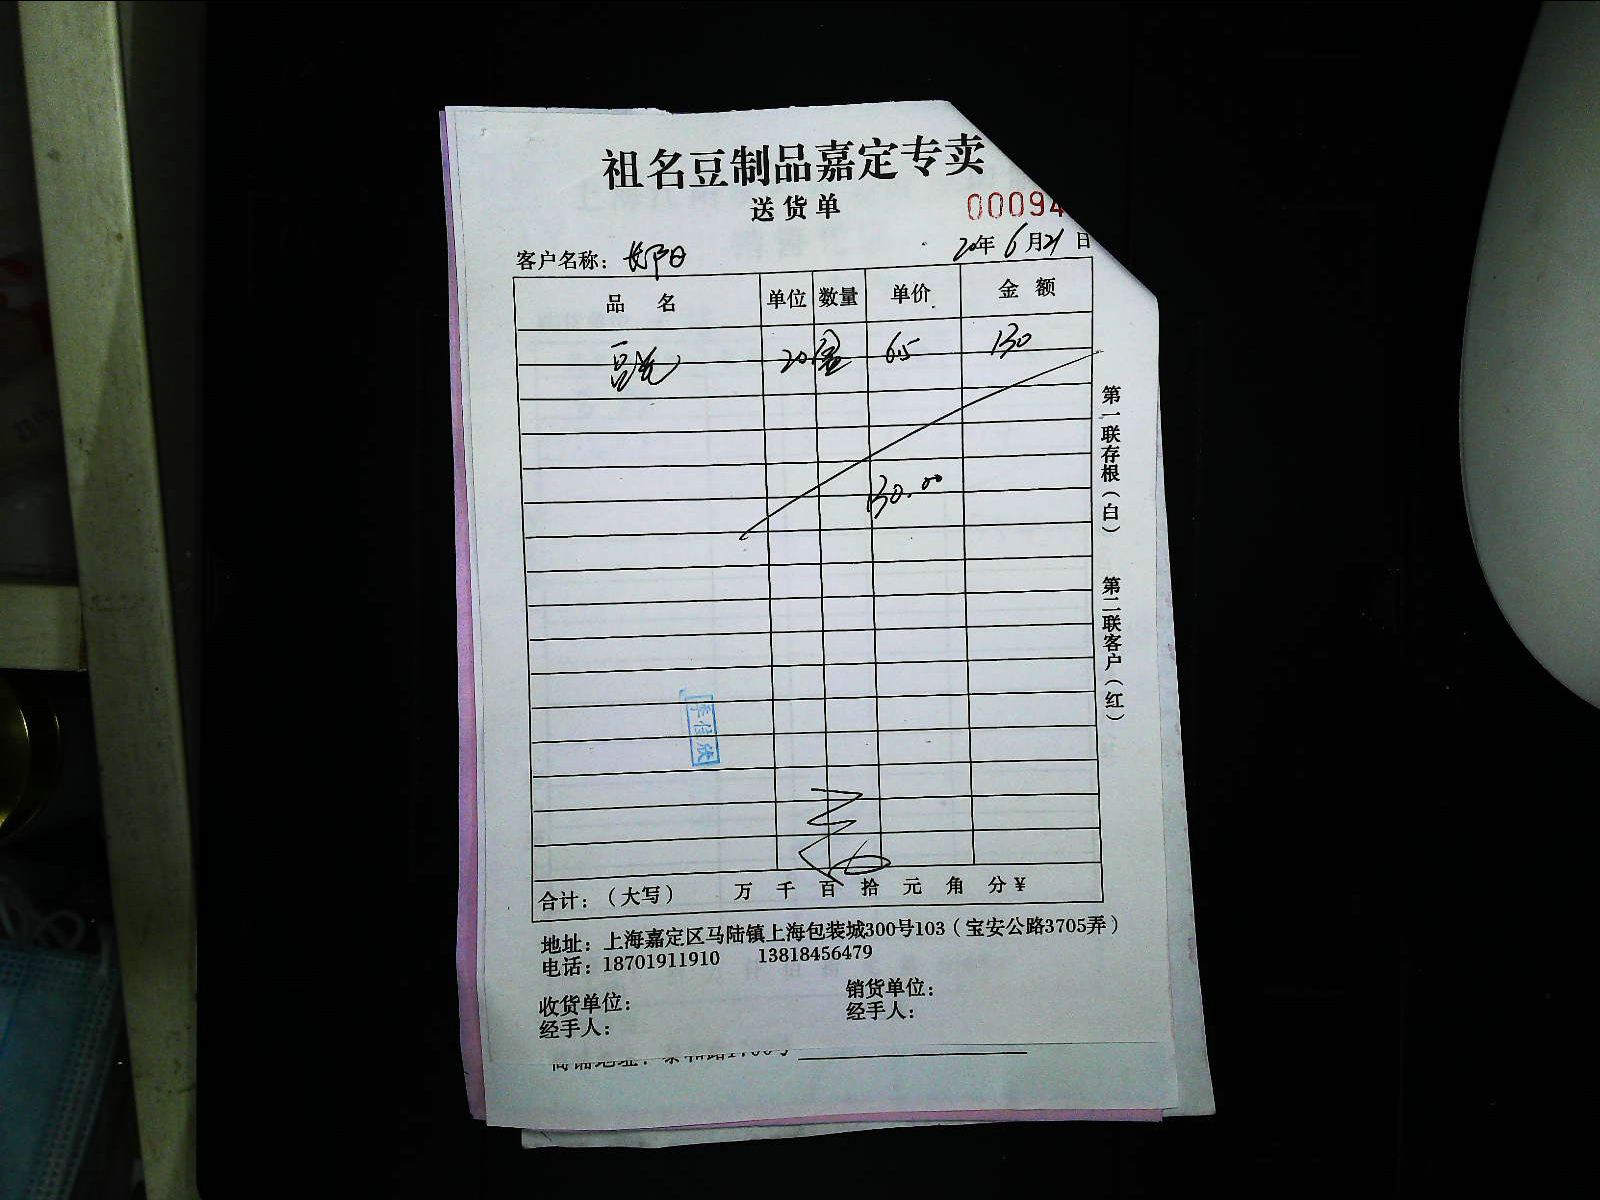 祖名豆制品嘉定专卖
送货单
00094
客户名称： 20年6月21日
品 名 单位 数量 单价 金 额
20盒 6.5 130
130.00
第一联存根（白） 第二联客户（红）
合计：（大写） 万 千 百 拾 元 角 分¥
地址：上海嘉定区马陆镇上海包装城300号103（宝安公路3705弄）
电话：18701911910 13818456479
收货单位： 销货单位：
经手人： 经手人：